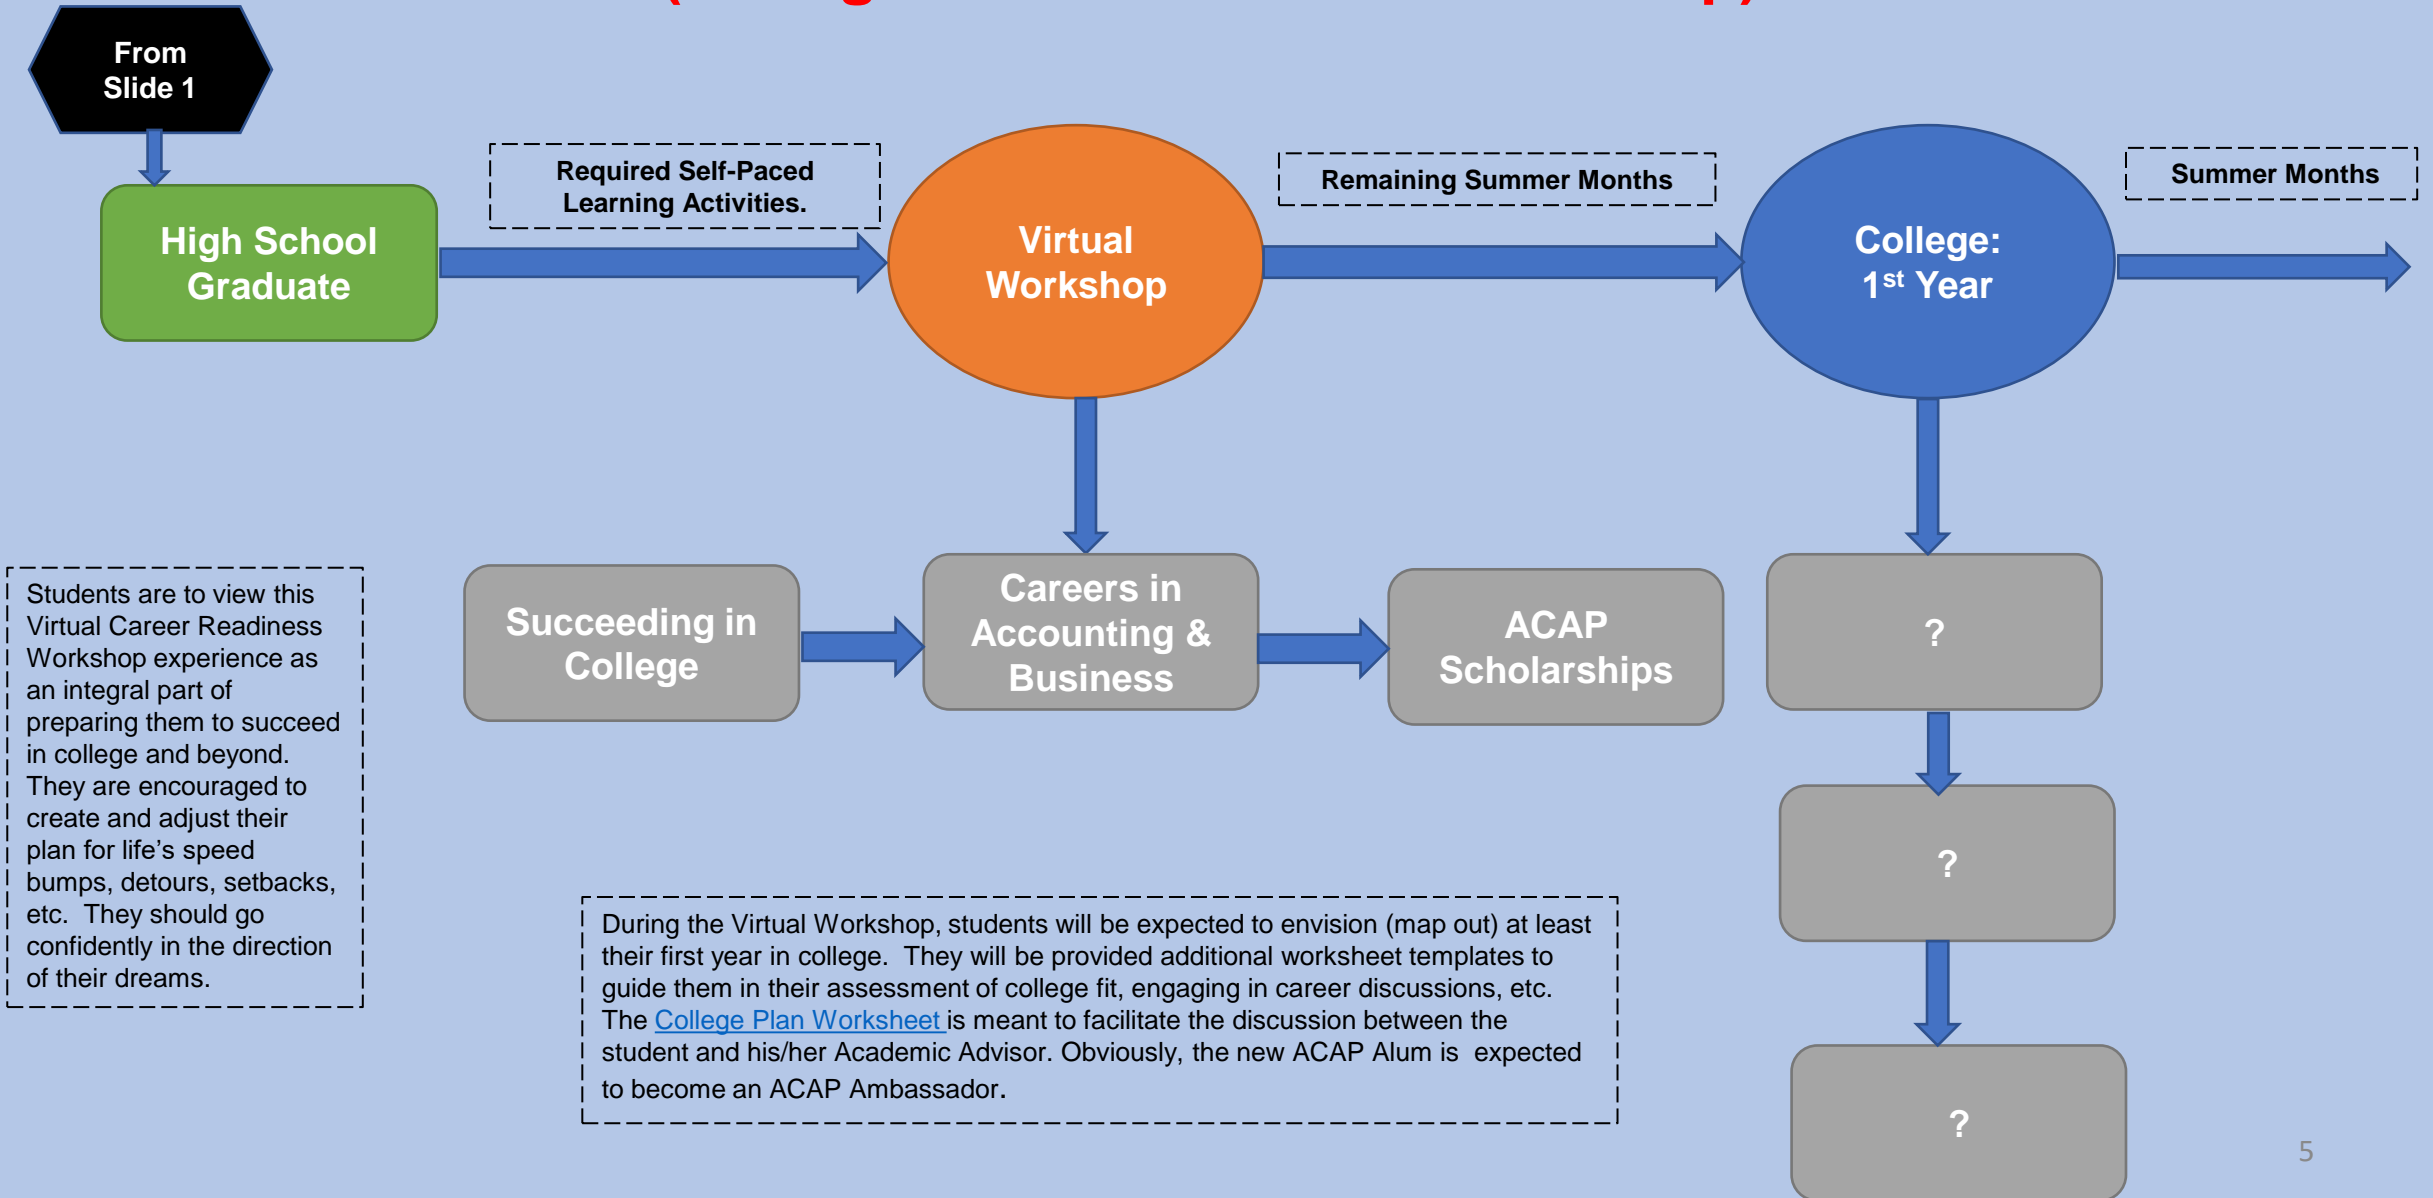 From
Slide 1
Required Self-Paced
Learning Activities.
Remaining Summer Months
Summer Months
High School
Graduate
Virtual
Workshop
College:
1st Year
Succeeding in
College
Careers in
Accounting &
Business
ACAP
Scholarships
?
?
?
Students are to view this
Virtual Career Readiness
Workshop experience as
an integral part of
preparing them to succeed
in college and beyond.
They are encouraged to
create and adjust their
plan for life’s speed
bumps, detours, setbacks,
etc.  They should go
confidently in the direction
of their dreams.
During the Virtual Workshop, students will be expected to envision (map out) at least
their first year in college.  They will be provided additional worksheet templates to
guide them in their assessment of college fit, engaging in career discussions, etc.
The College Plan Worksheet is meant to facilitate the discussion between the
student and his/her Academic Advisor. Obviously, the new ACAP Alum is  expected
to become an ACAP Ambassador.
5